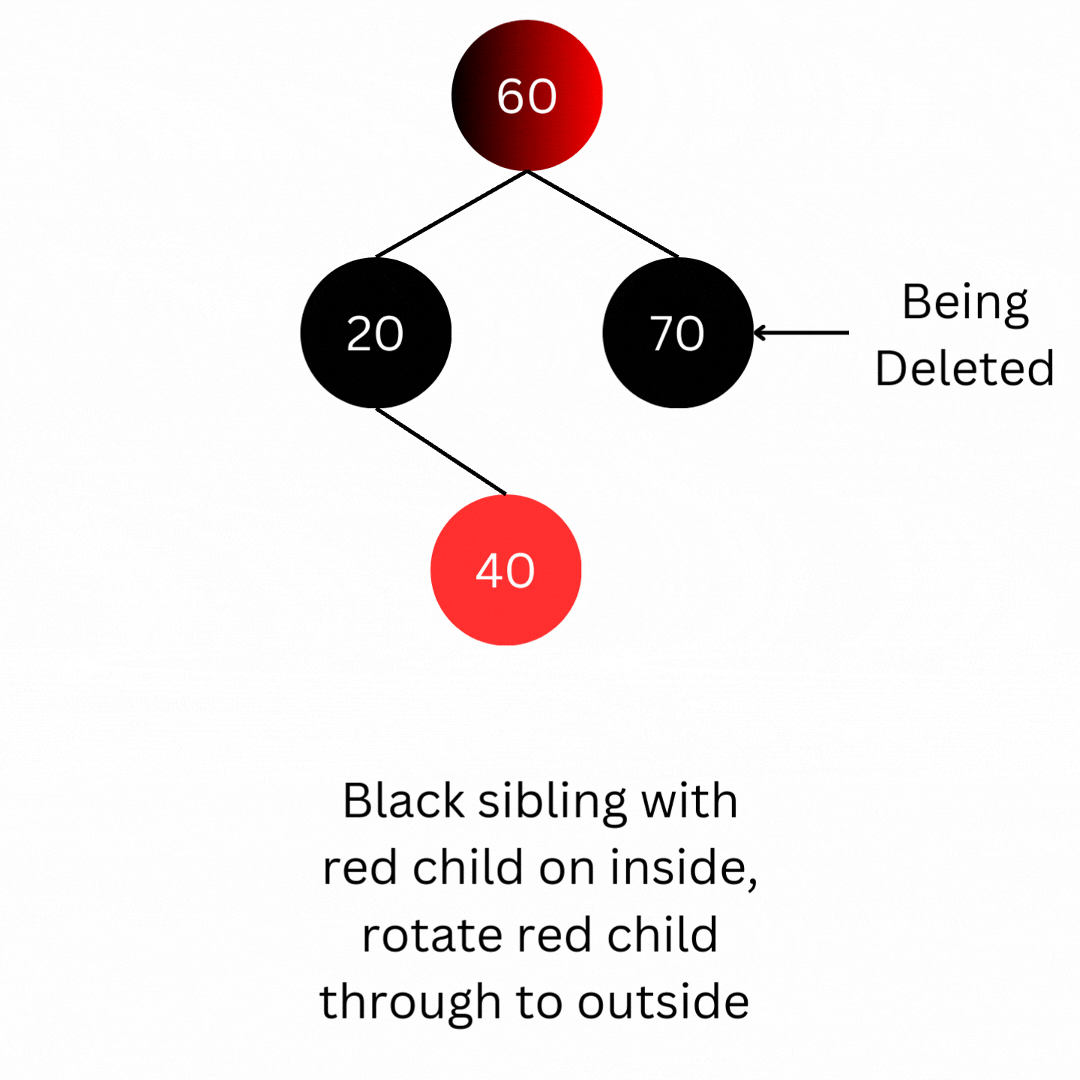 60
20
70
Being
Deleted
40
Black sibling with
red child on inside,
rotate red child
through to outside